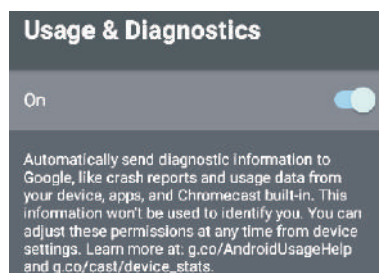 Usage & Diagnostics
On
Automatically send diagnostic information to
Google, like crash reports and usage data from
your device, apps, and Chromecast built-in. This
information won't be used to identify you. You can
adjust these permissions at any time from device
settings. Learn more at: g.co/AndroidUsageHelp
and g.co/cast/device_stats.